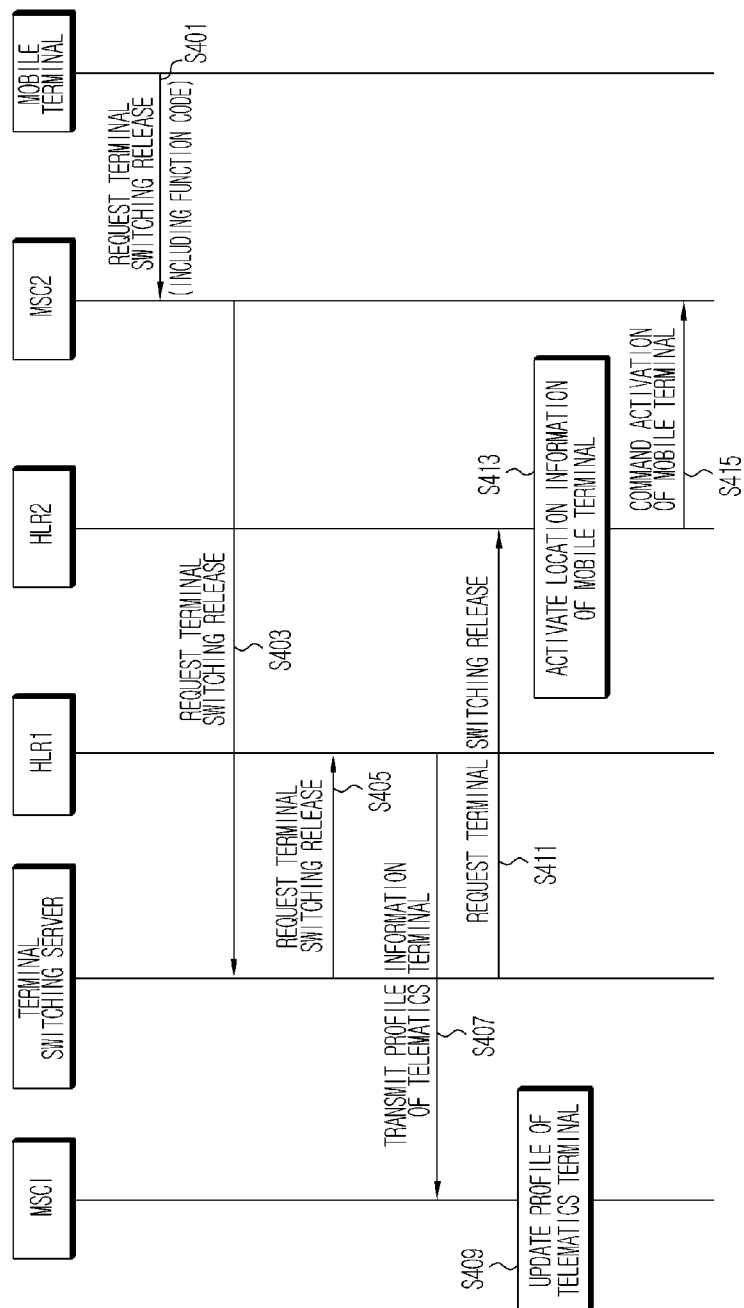 MSC1
TERMINAL
SWITCHING SERVER
HLR1
HLR2
MSC2
MOBILE
TERMINAL
REQUEST TERMINAL
SWITCHING RELEASE
(INCLUDING FUNCTION CODE)
S401
REQUEST TERMINAL
SWITCHING RELEASE
S403
REQUEST TERMINAL
SWITCHING RELEASE
S405
TRANSMIT PROFILE INFORMATION
OF TELEMATICS TERMINAL
S407
S409
UPDATE PROFILE OF
TELEMATICS TERMINAL
REQUEST TERMINAL SWITCHING RELEASE
S411
S413
ACTIVATE LOCATION INFORMATION
OF MOBILE TERMINAL
COMMAND ACTIVATION
OF MOBILE TERMINAL
S415